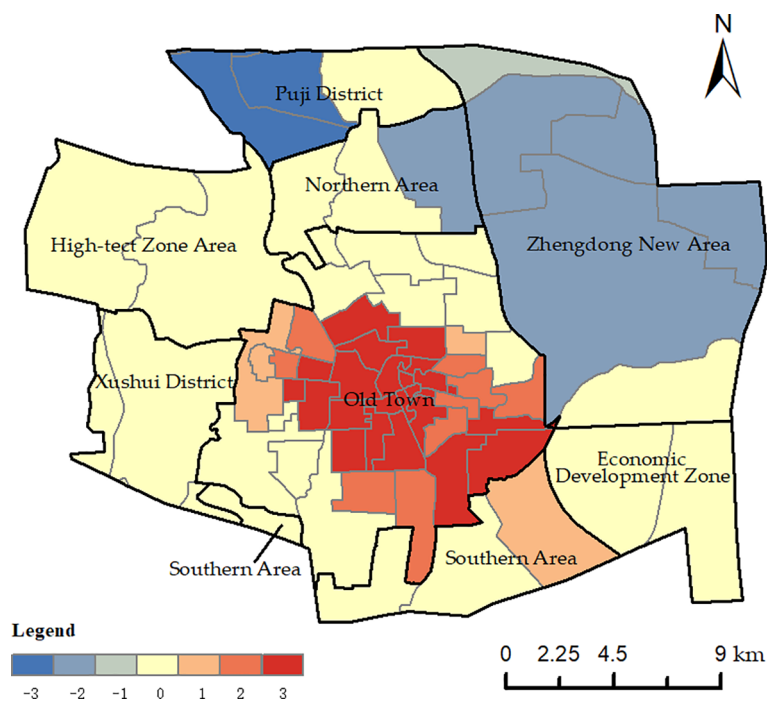 N
Puji District
Northern Area
High-tect Zone Area
Zhengdong New Area
Xushui District
Old Town
Economic
Development Zone
Southern Area
Southern Area
Legend
-3 -2 -1 0 1 2 3
0 2.25 4.5 9 km